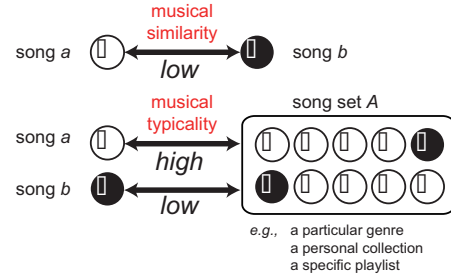 musical
similarity
song a
song b
low
musical
typicality
song set A
song a
high
song b
low
e.g., a particular genre
a personal collection
a specific playlist